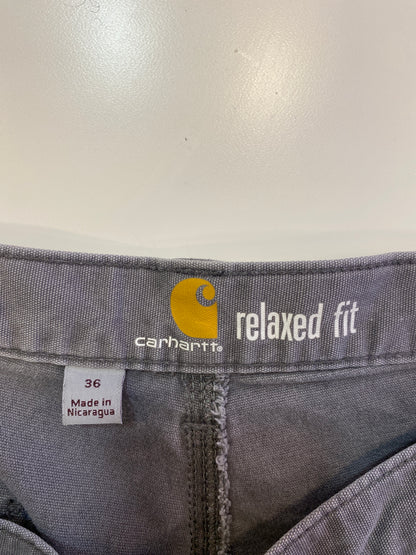 carhartt®
relaxed fit
36
Made in
Nicaragua